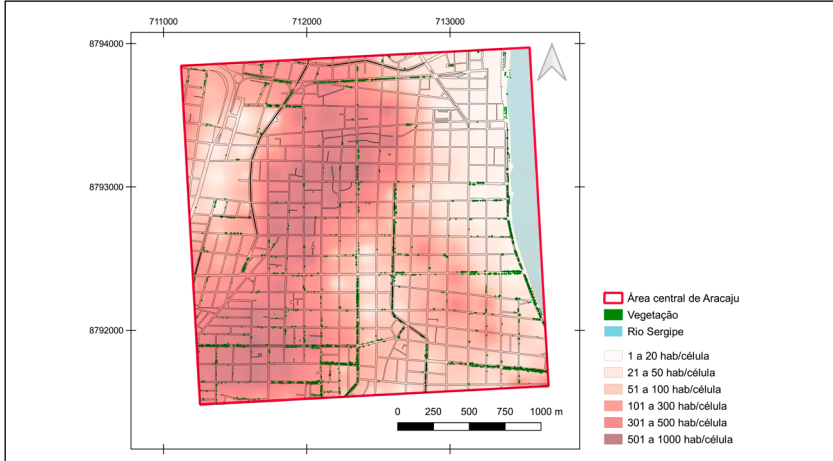 711000 712000 713000
8794000
8793000
8792000
Área central de Aracaju
Vegetação
Rio Sergipe
1 a 20 hab/célula
21 a 50 hab/célula
51 a 100 hab/célula
101 a 300 hab/célula
301 a 500 hab/célula
501 a 1000 hab/célula
0 250 500 750 1000 m